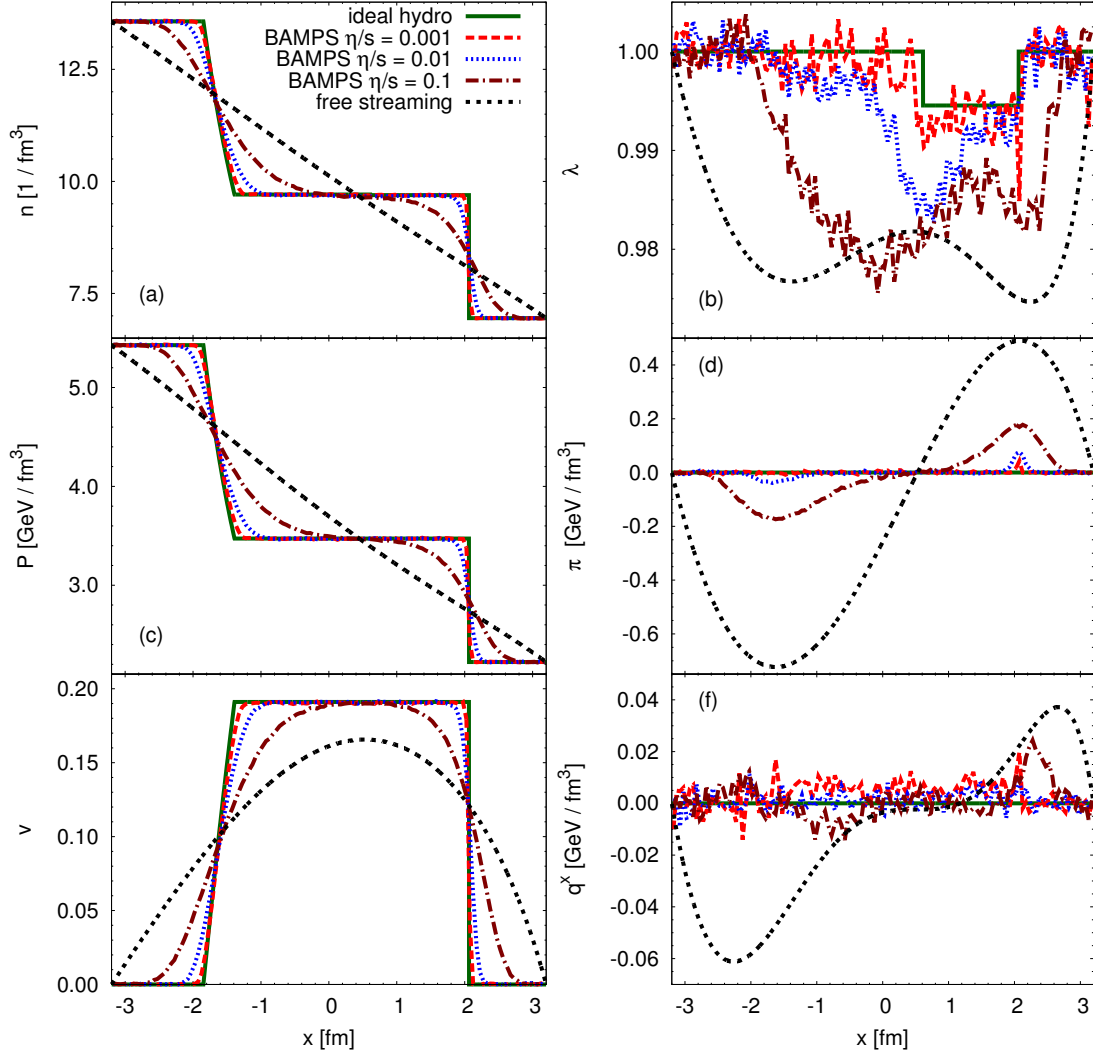 ideal hydro
BAMPS η/s = 0.001
BAMPS η/s = 0.01
BAMPS η/s = 0.1
free streaming
12.5
10.0
7.5
n [1 / fm³]
(a)
1.00
0.99
0.98
λ
(b)
5.0
4.0
3.0
P [GeV / fm³]
(c)
0.4
0.2
0.0
-0.2
-0.4
-0.6
π [GeV / fm³]
(d)
0.20
0.15
0.10
0.05
0.00
v
-3 -2 -1 0 1 2 3
x [fm]
0.04
0.02
0.00
-0.02
-0.04
-0.06
qˣ [GeV / fm³]
(f)
-3 -2 -1 0 1 2 3
x [fm]